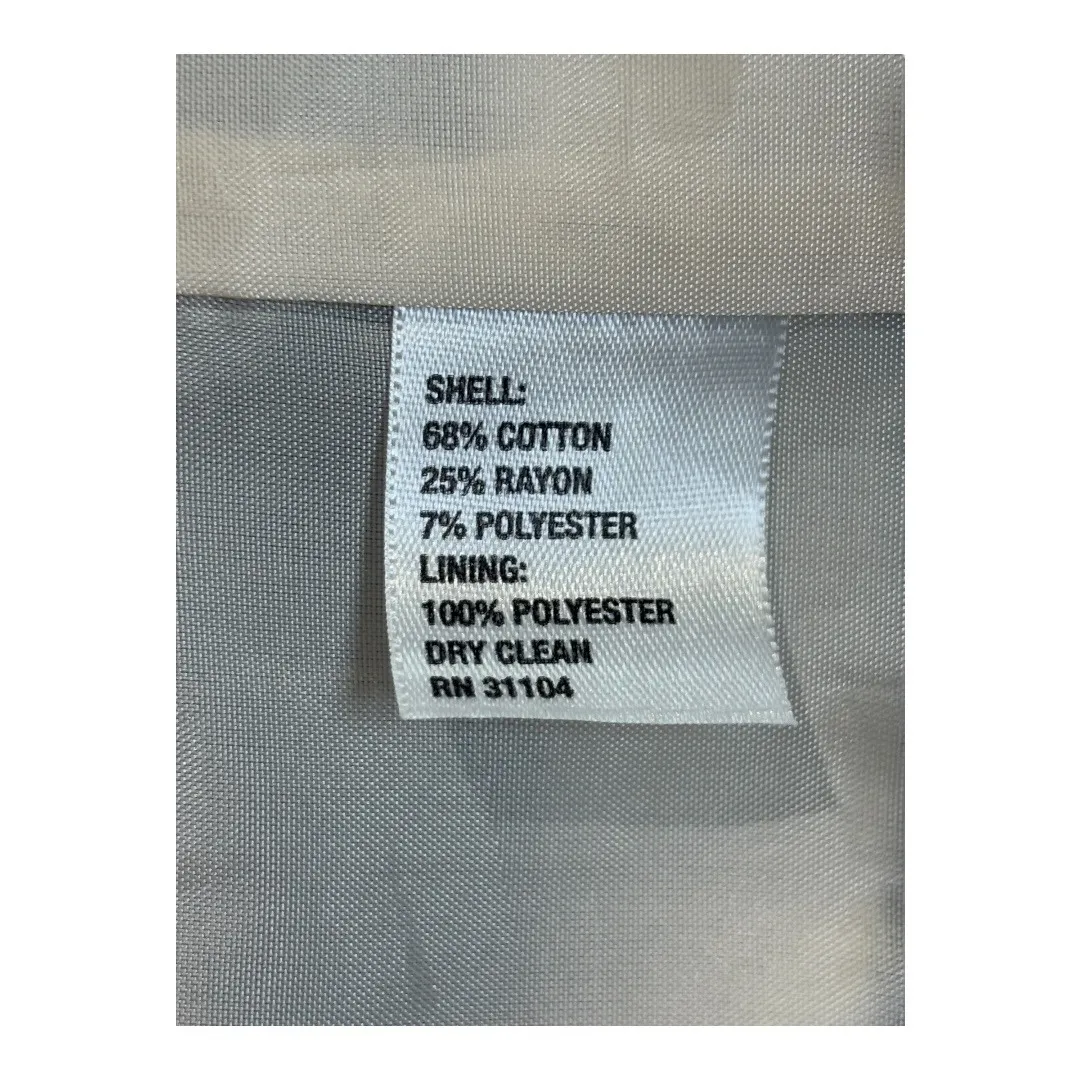 SHELL:
68% COTTON
25% RAYON
7% POLYESTER
LINING:
100% POLYESTER
DRY CLEAN
RN 31104